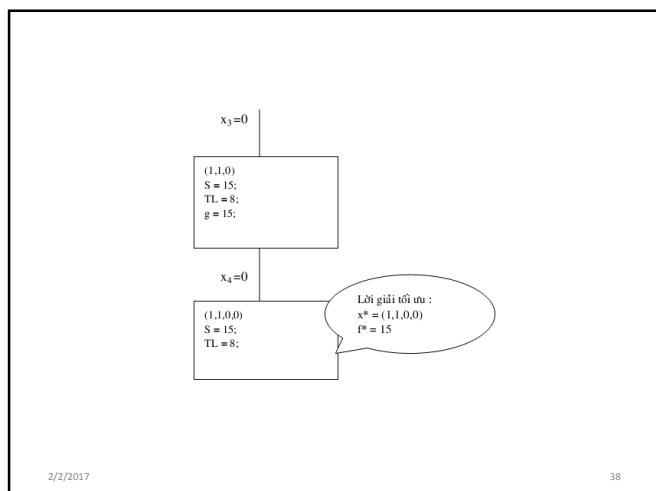 x₃=0
(1,1,0)
S = 15;
TL = 8;
g = 15;
x₄=0
(1,1,0,0)
S = 15;
TL = 8;
Lời giải tối ưu :
x* = (1,1,0,0)
f* = 15
2/2/2017
38